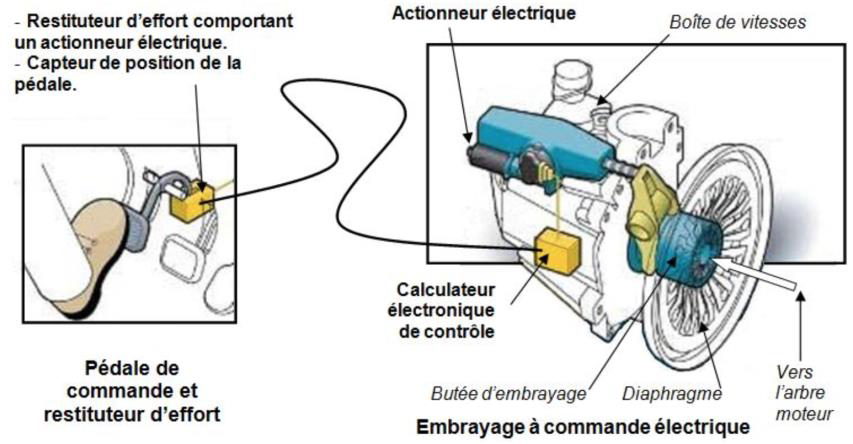 - Restituteur d'effort comportant
un actionneur électrique.
- Capteur de position de la
pédale.
Actionneur électrique
Boîte de vitesses
Calculateur
électronique
de contrôle
Pédale de
commande et
restituteur d'effort
Butée d'embrayage
Diaphragme
Vers
l'arbre
moteur
Embrayage à commande électrique